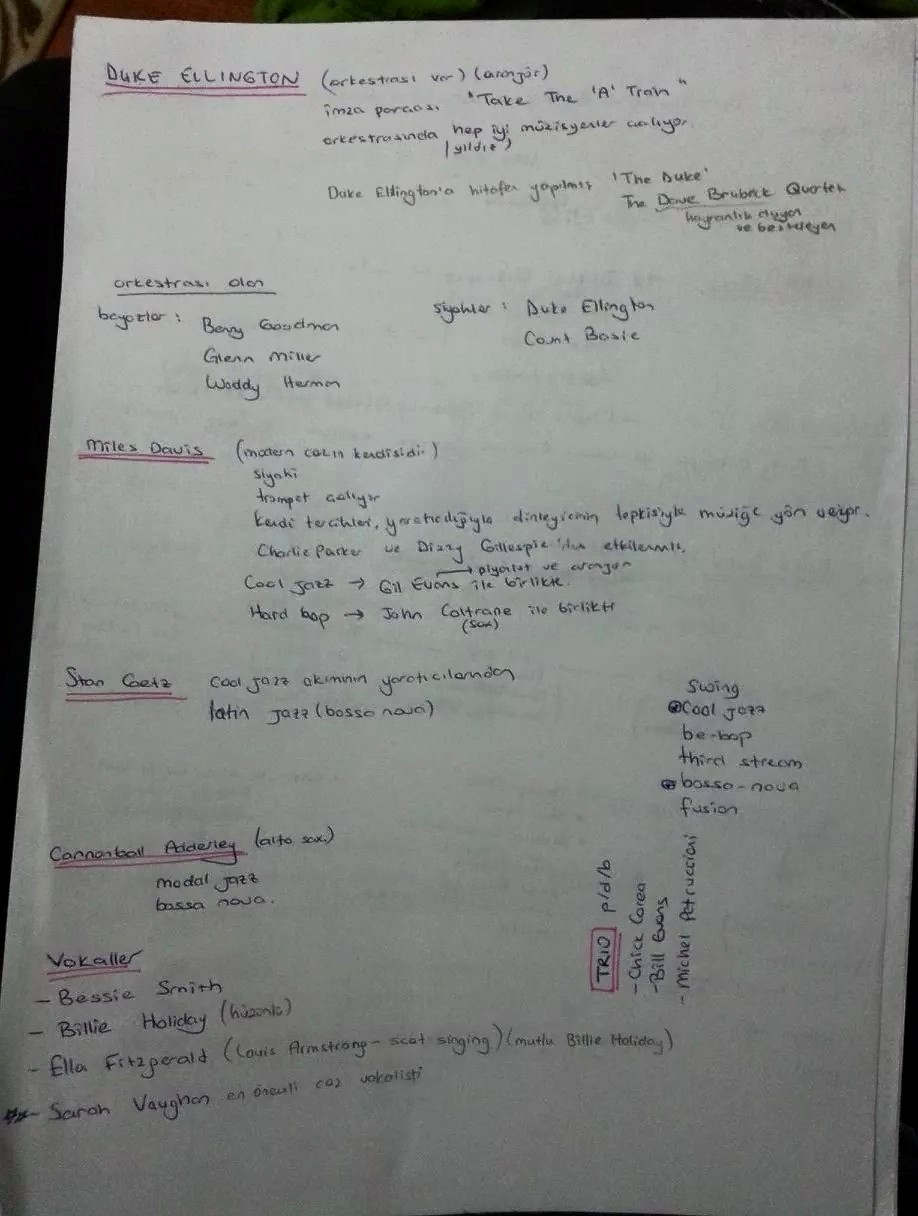 DUKE ELLINGTON (orkestrası var) (aranjör)
imza parçası "Take The 'A' Train"
orkestrasında hep iyi müzisyenler çalıyor.
(yıldız)
Duke Ellington'a hitafen yapılmış 'The Duke'
The Dave Brubeck Quartet
hayranlık duyan
ve besteleyen
orkestrası olan
beyazlar : Benny Goodman
Glenn Miller
Woddy Herman
siyahlar : Duke Ellington
Count Basie
Miles Davis (modern cazın kendisidir)
siyahi
trompet çalıyor
kendi tercihleri, yaratıcılığıyla dinleyicinin tepkisiyle müziğe yön veriyor.
Charlie Parker ve Dizzy Gillespie'den etkilenmiş.
piyanist ve aranjör
Cool jazz → Gil Evans ile birlikte.
Hard bop → John Coltrane ile birlikte
(sax)
Stan Getz cool jazz akımının yaratıcılarından
latin jazz (bossa nova)
Swing
Cool jazz
be-bop
third stream
bossa-nova
fusion
Cannonball Adderley (alto sax.)
modal jazz
bossa nova.
TRIO p/d/b
- Chick Corea
- Bill Evans
- Michel Petrucciani
Vokaller
- Bessie Smith
- Billie Holiday (hüzünlü)
- Ella Fitzgerald (Louis Armstrong - scat singing) (mutlu Billie Holiday)
- Sarah Vaughan en önemli caz vokalisti